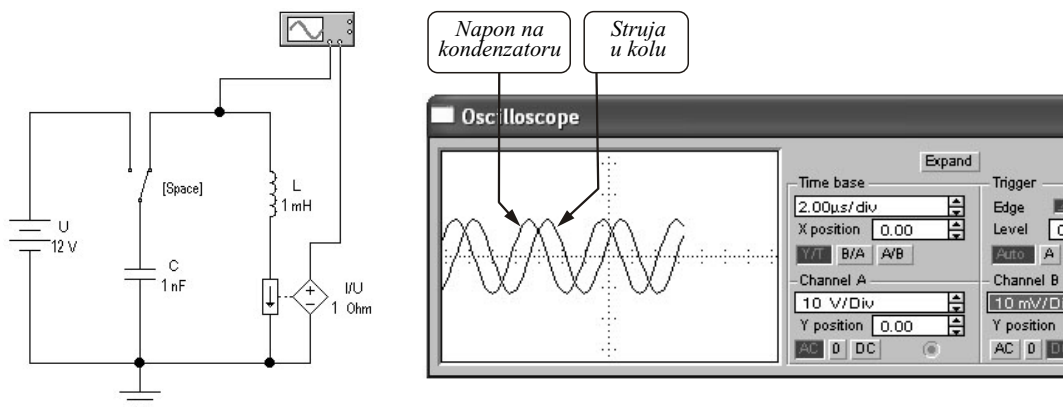 [Space]
U
12 V
C
1 nF
L
1 mH
I/U
1 Ohm
Napon na
kondenzatoru
Struja
u kolu
Oscilloscope
Expand
Time base
2.00µs/div
X position 0.00
Y/T B/A A/B
Channel A
10 V/Div
Y position 0.00
AC 0 DC
Trigger
Edge
Level
Auto A
Channel B
10 mV/D
Y position
AC 0 D